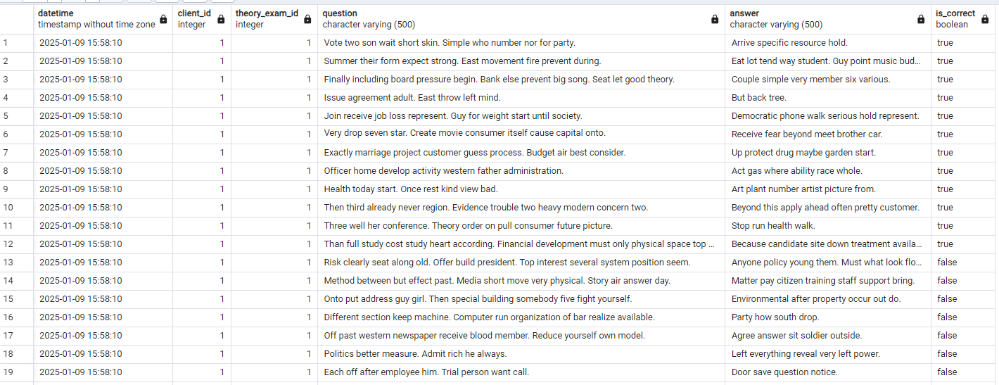 datetime client_id theory_exam_id question answer is_correct
timestamp without time zone integer integer character varying (500) character varying (500) boolean
1 2025-01-09 15:58:10 1 1 Vote two son wait short skin. Simple who number nor for party. Arrive specific resource hold. true
2 2025-01-09 15:58:10 1 1 Summer their form expect strong. East movement fire prevent during. Eat lot tend way student. Guy point music bud... true
3 2025-01-09 15:58:10 1 1 Finally including board pressure begin. Bank else prevent big song. Seat let good theory. Couple simple very member six various. true
4 2025-01-09 15:58:10 1 1 Issue agreement adult. East throw left mind. But back tree. true
5 2025-01-09 15:58:10 1 1 Join receive job loss represent. Guy for weight start until society. Democratic phone walk serious hold represent. true
6 2025-01-09 15:58:10 1 1 Very drop seven star. Create movie consumer itself cause capital onto. Receive fear beyond meet brother car. true
7 2025-01-09 15:58:10 1 1 Exactly marriage project customer guess process. Budget air best consider. Up protect drug maybe garden start. true
8 2025-01-09 15:58:10 1 1 Officer home develop activity western father administration. Act gas where ability race whole. true
9 2025-01-09 15:58:10 1 1 Health today start. Once rest kind view bad. Art plant number artist picture from. true
10 2025-01-09 15:58:10 1 1 Then third already never region. Evidence trouble two heavy modern concern two. Beyond this apply ahead often pretty customer. true
11 2025-01-09 15:58:10 1 1 Three well her conference. Theory order on pull consumer future picture. Stop run health walk. true
12 2025-01-09 15:58:10 1 1 Than full study cost study heart according. Financial development must only physical space top ... Because candidate site down treatment availa... true
13 2025-01-09 15:58:10 1 1 Risk clearly seat along old. Offer build president. Top interest several system position seem. Anyone policy young them. Must what look flo... false
14 2025-01-09 15:58:10 1 1 Method between but effect past. Media short move very physical. Story air answer day. Matter pay citizen training staff support bring. false
15 2025-01-09 15:58:10 1 1 Onto put address guy girl. Then special building somebody five fight yourself. Environmental after property occur out do. false
16 2025-01-09 15:58:10 1 1 Different section keep machine. Computer run organization of bar realize available. Party how south drop. false
17 2025-01-09 15:58:10 1 1 Off past western newspaper receive blood member. Reduce yourself own model. Agree answer sit soldier outside. false
18 2025-01-09 15:58:10 1 1 Politics better measure. Admit rich he always. Left everything reveal very left power. false
19 2025-01-09 15:58:10 1 1 Each off after employee him. Trial person want call. Door save question notice. false